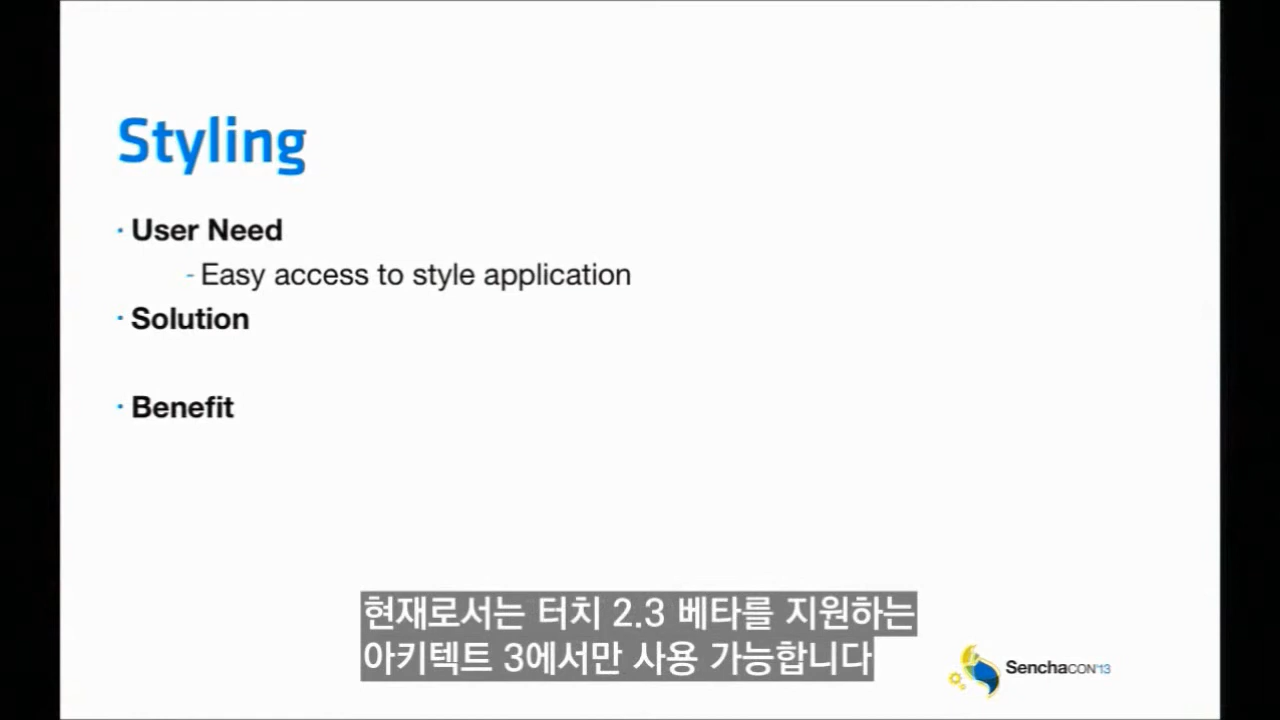 Styling
· User Need
- Easy access to style application
· Solution
· Benefit
현재로서는 터치 2.3 베타를 지원하는
아키텍트 3에서만 사용 가능합니다
SenchaCON'13